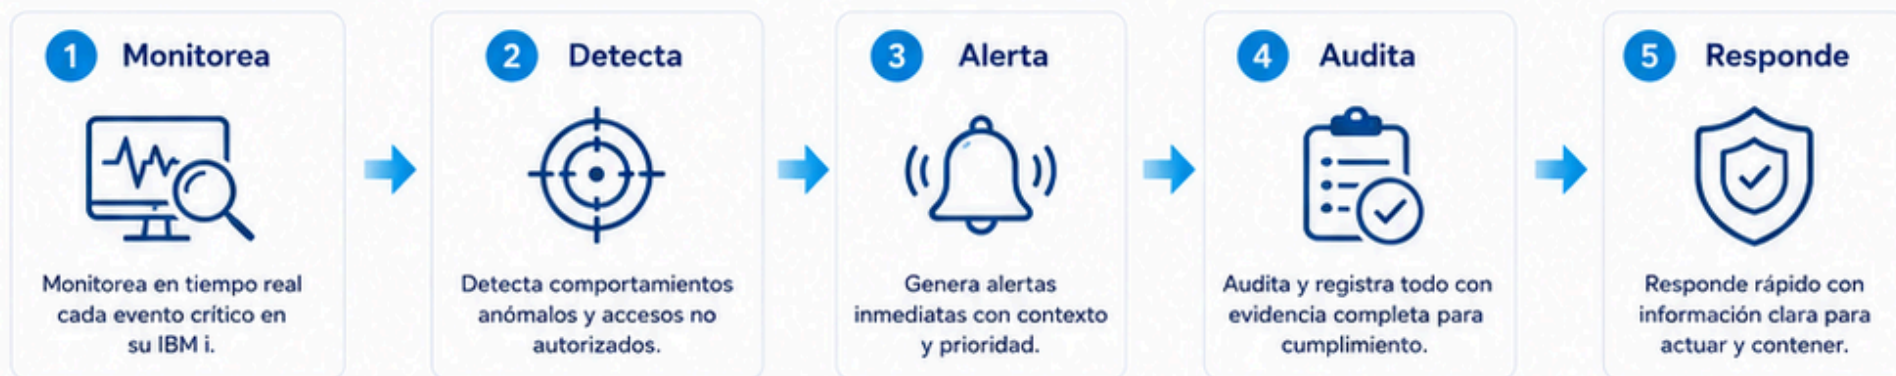 1 Monitorea
Monitorea en tiempo real
cada evento crítico en
su IBM i.
2 Detecta
Detecta comportamientos
anómalos y accesos no
autorizados.
3 Alerta
Genera alertas
inmediatas con contexto
y prioridad.
4 Audita
Audita y registra todo con
evidencia completa para
cumplimiento.
5 Responde
Responde rápido con
información clara para
actuar y contener.